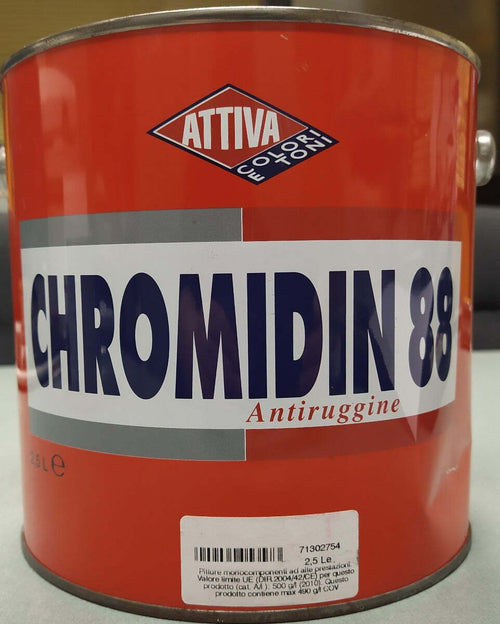 ATTIVA
COLORI
E TONI
CHROMIDIN 88
Antiruggine
2,5 L e
71302754
2,5 Le
Pitture monocomponenti ad alte prestazioni.
Valore limite UE (DIR.2004/42/CE) per questo
prodotto (cat. A/i): 500 g/l (2010). Questo
prodotto contiene max 490 g/l COV